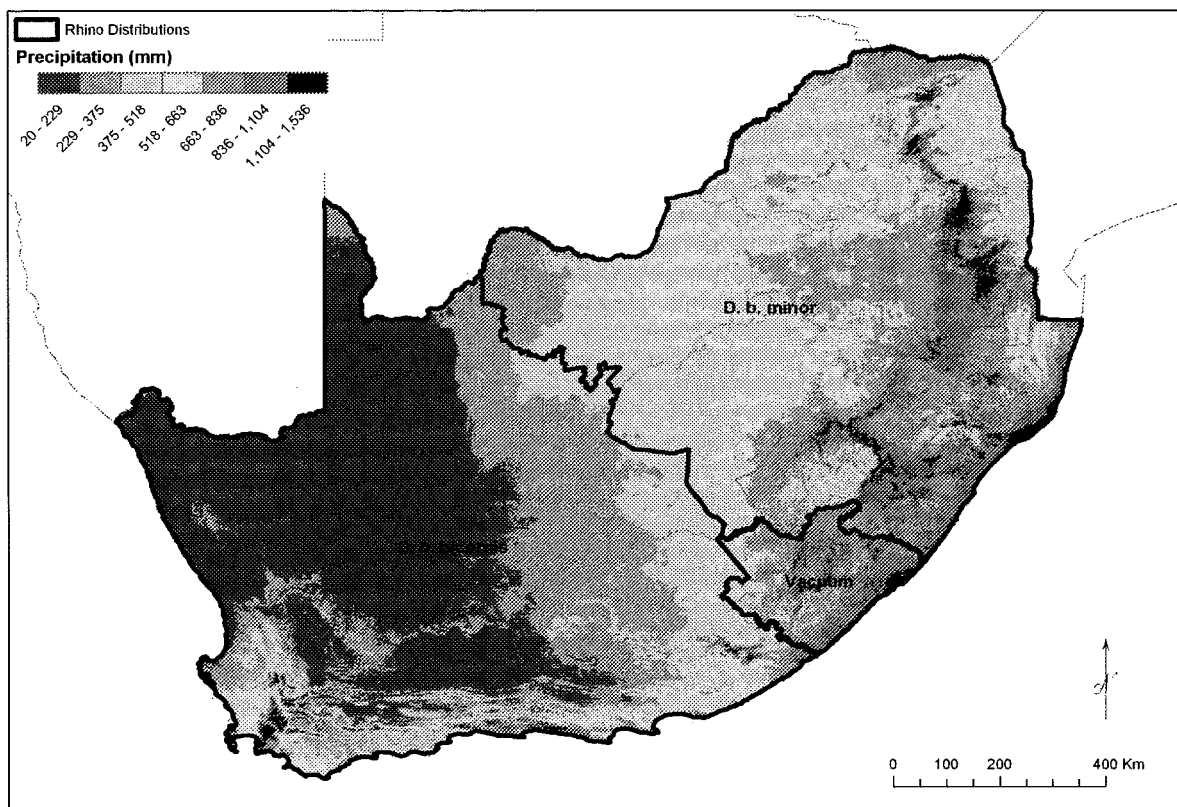 Rhino Distributions
Precipitation (mm)
20 - 229
229 - 375
375 - 518
518 - 663
663 - 836
836 - 1,104
1,104 - 1,536
D. b. minor
Vacuum
0 100 200 400 Km